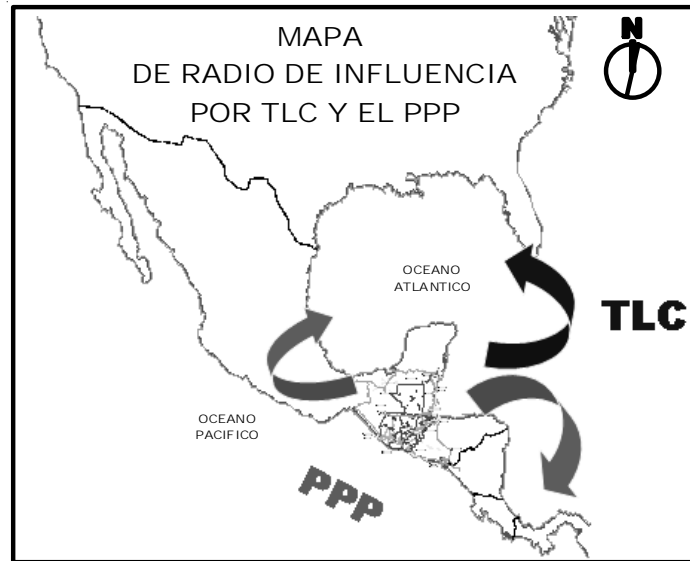 MAPA
DE RADIO DE INFLUENCIA
POR TLC Y EL PPP
N
OCEANO
ATLANTICO
TLC
OCEANO
PACIFICO
PPP